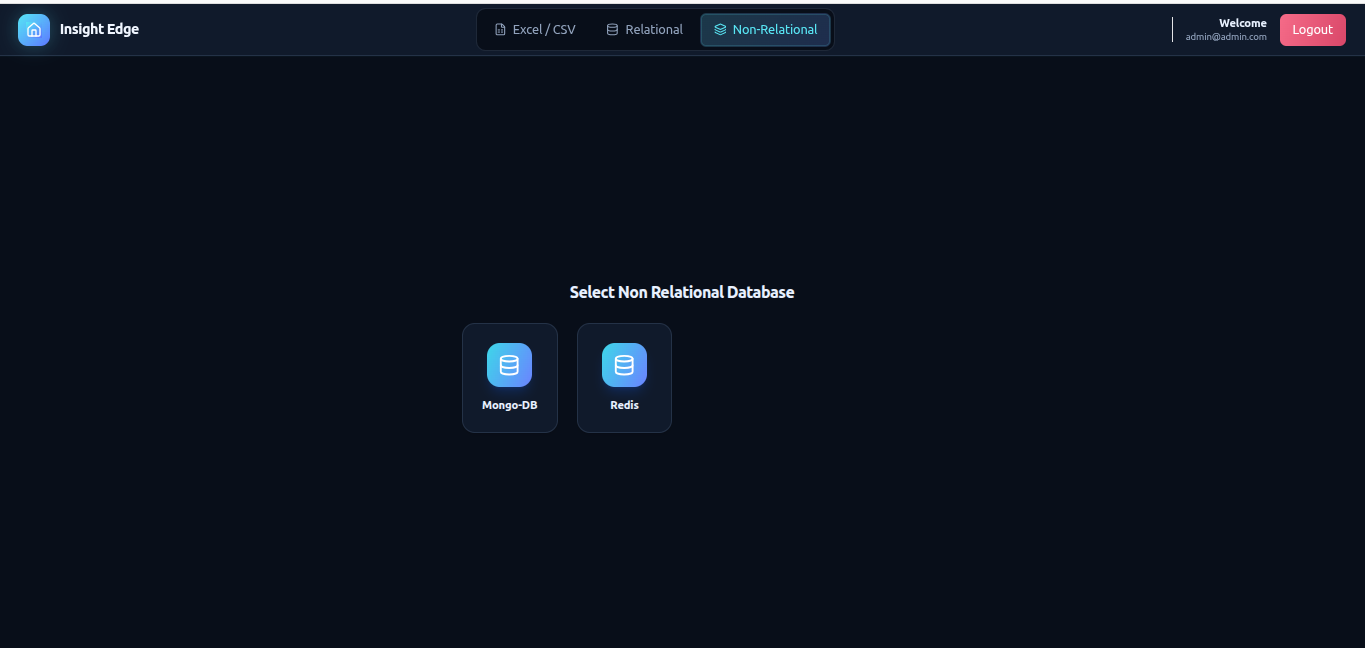 Insight Edge
Excel / CSV
Relational
Non-Relational
Welcome
admin@admin.com
Logout
Select Non Relational Database
Mongo-DB
Redis